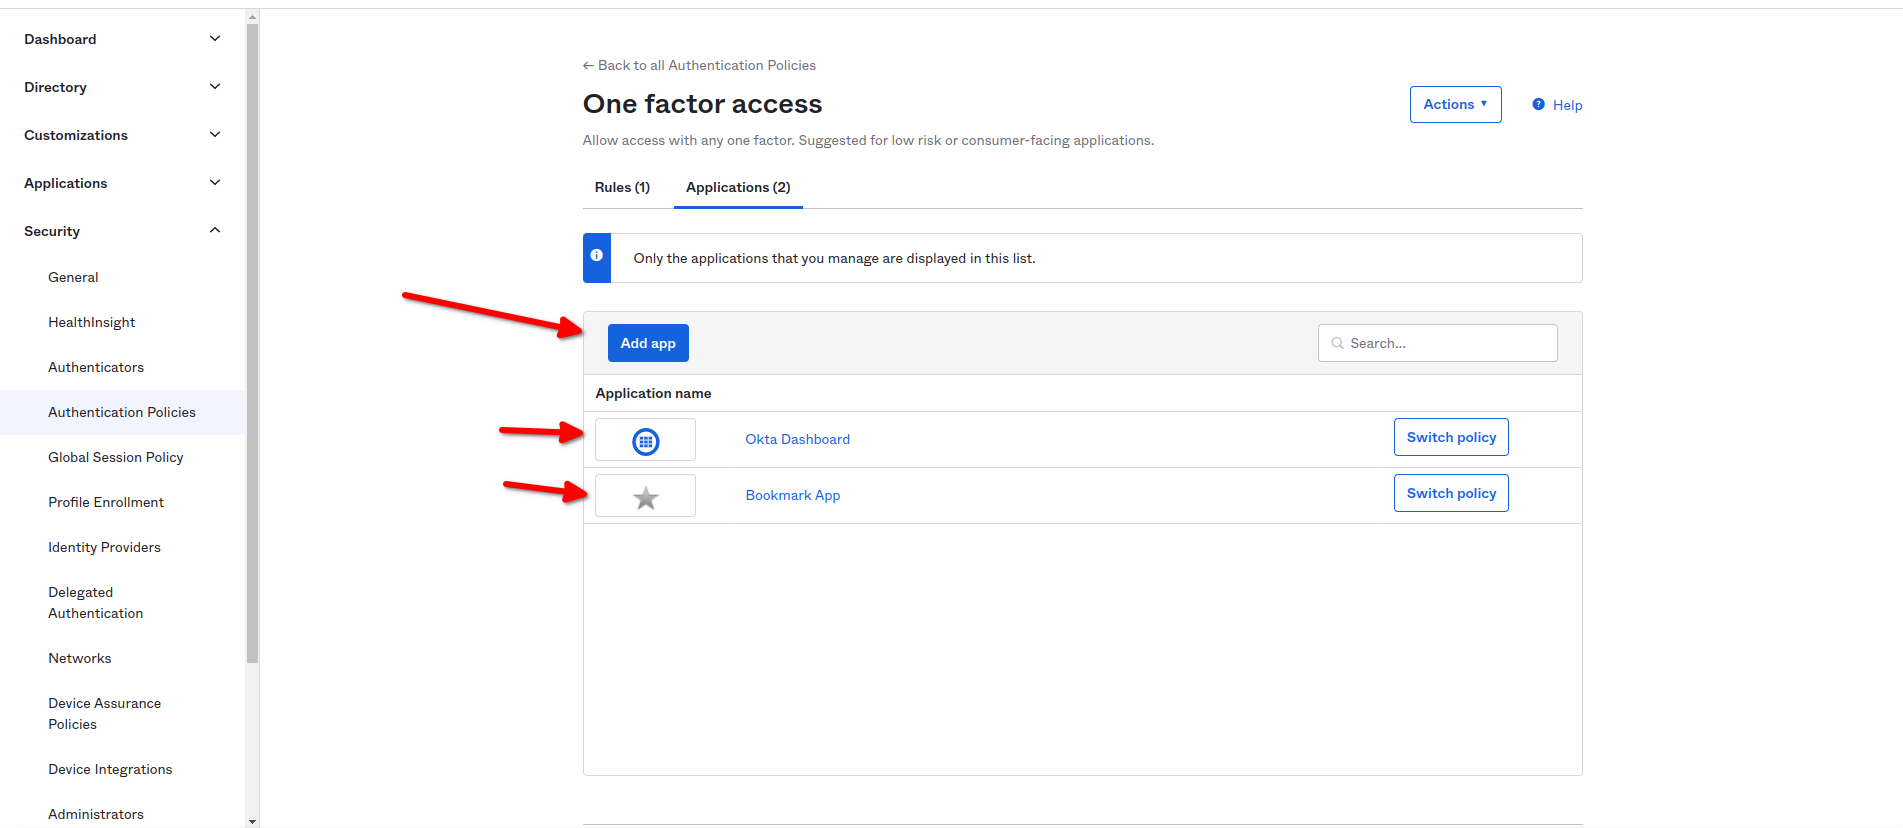 Dashboard
Directory
Customizations
Applications
Security
General
HealthInsight
Authenticators
Authentication Policies
Global Session Policy
Profile Enrollment
Identity Providers
Delegated
Authentication
Networks
Device Assurance
Policies
Device Integrations
Administrators
← Back to all Authentication Policies
One factor access
Actions ▼
Help
Allow access with any one factor. Suggested for low risk or consumer-facing applications.
Rules (1)
Applications (2)
Only the applications that you manage are displayed in this list.
Add app
Search...
Application name
Okta Dashboard
Switch policy
Bookmark App
Switch policy